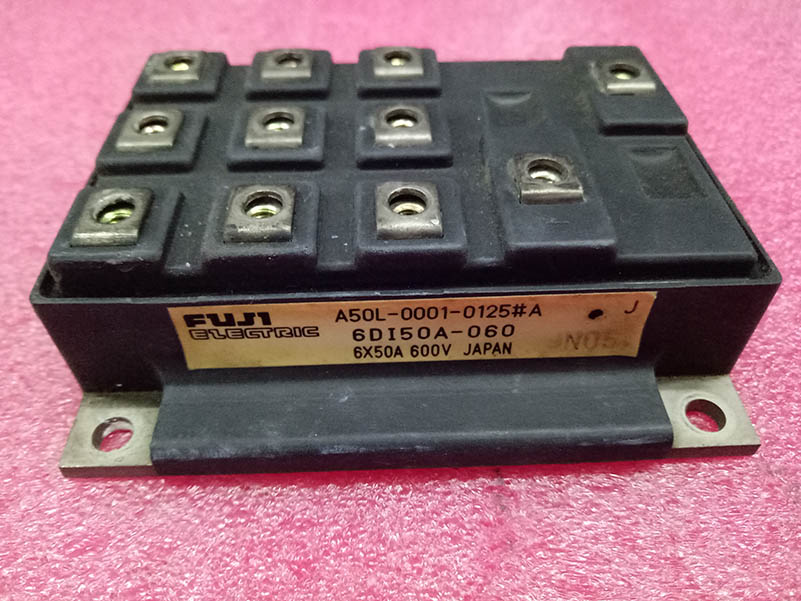 FUJI ELECTRIC
A50L-0001-0125#A
J
6DI50A-060
6X50A 600V JAPAN